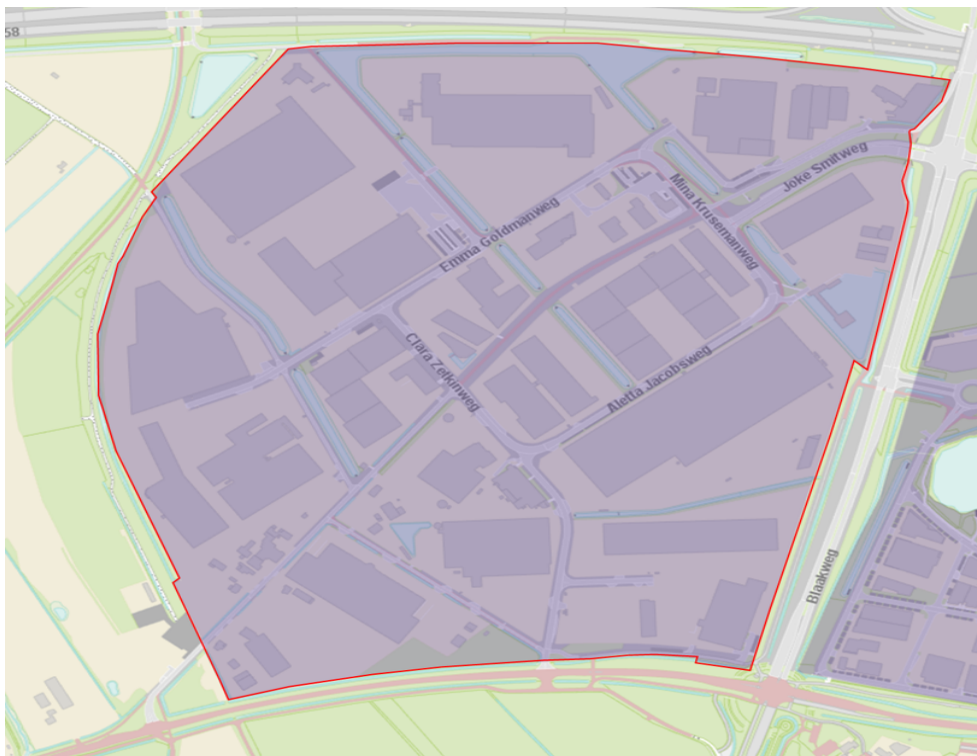 58
Joke Smitweg
Mina Krusemanweg
Emma Goldmanweg
Clara Zetkinweg
Aletta Jacobsweg
Blaakweg